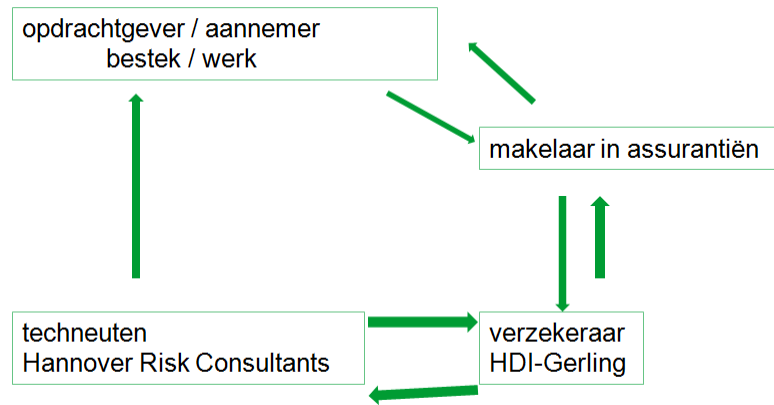 opdrachtgever / aannemer
bestek / werk
makelaar in assurantiën
techneuten
Hannover Risk Consultants
verzekeraar
HDI-Gerling